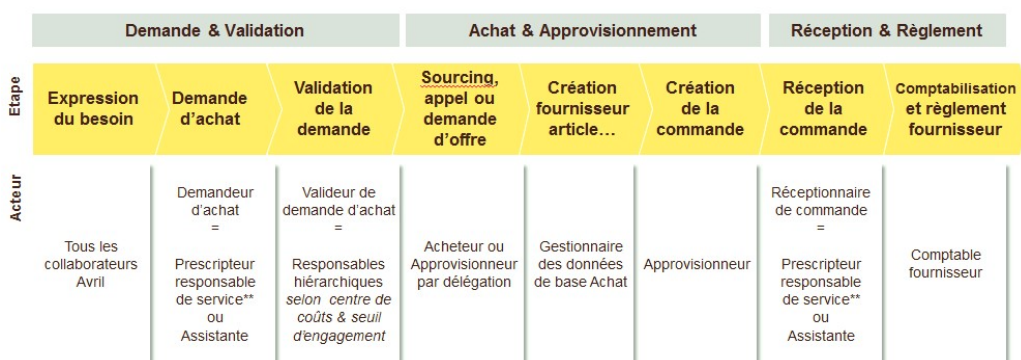 Demande & Validation
Achat & Approvisionnement
Réception & Règlement
Etape
Expression
du besoin
Demande
d'achat
Validation
de la
demande
Sourcing,
appel ou
demande
d'offre
Création
fournisseur
article…
Création
de la
commande
Réception
de la
commande
Comptabilisation
et règlement
fournisseur
Acteur
Tous les
collaborateurs
Avril
Demandeur
d'achat
=
Prescripteur
responsable
de service**
ou
Assistante
Valideur de
demande d'achat
=
Responsables
hiérarchiques
selon centre de
coûts & seuil
d'engagement
Acheteur ou
Approvisionneur
par délégation
Gestionnaire
des données
de base Achat
Approvisionneur
Réceptionnaire
de commande
=
Prescripteur
responsable
de service**
ou
Assistante
Comptable
fournisseur